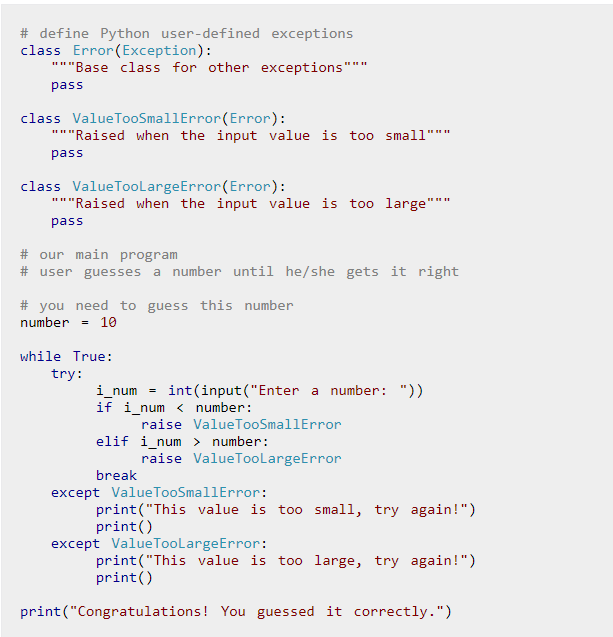 # define Python user-defined exceptions
class Error(Exception):
    """Base class for other exceptions"""
    pass

class ValueTooSmallError(Error):
    """Raised when the input value is too small"""
    pass

class ValueTooLargeError(Error):
    """Raised when the input value is too large"""
    pass

# our main program
# user guesses a number until he/she gets it right

# you need to guess this number
number = 10

while True:
    try:
        i_num = int(input("Enter a number: "))
        if i_num < number:
            raise ValueTooSmallError
        elif i_num > number:
            raise ValueTooLargeError
        break
    except ValueTooSmallError:
        print("This value is too small, try again!")
        print()
    except ValueTooLargeError:
        print("This value is too large, try again!")
        print()

print("Congratulations! You guessed it correctly.")